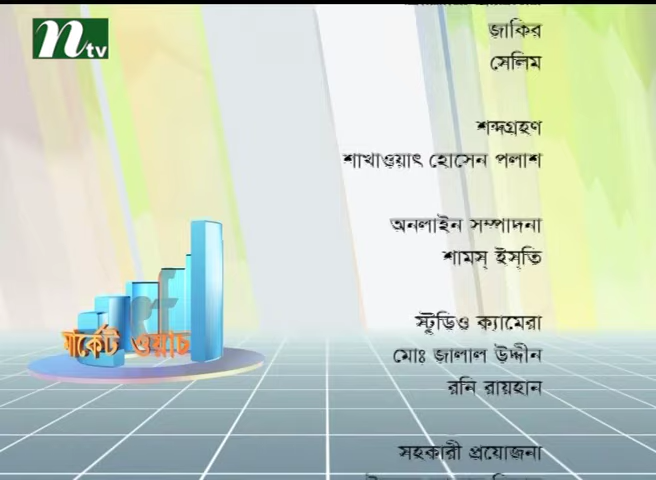 ntv
জাকির
সেলিম
শব্দগ্রহণ
শাখাওয়াৎ হোসেন পলাশ
অনলাইন সম্পাদনা
শামস্ ইস্‌তি
স্টুডিও ক্যামেরা
মোঃ জালাল উদ্দীন
রনি রায়হান
মার্কেট ওয়াচ
সহকারী প্রযোজনা